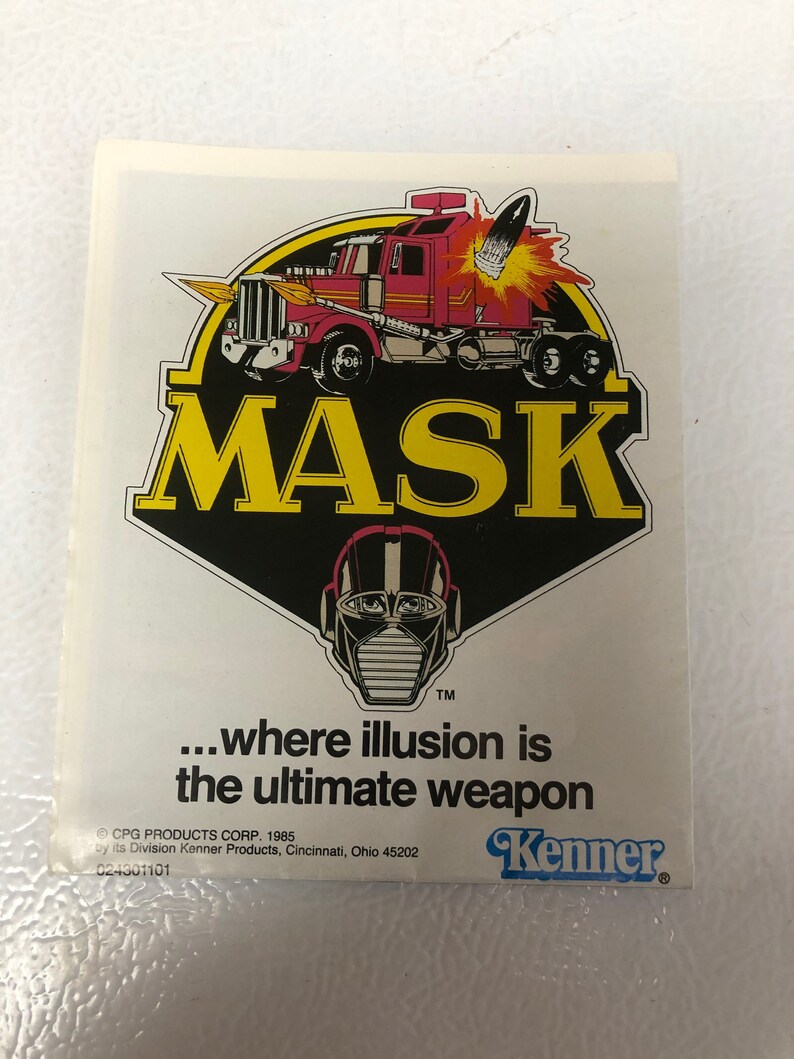 MASK
TM
...where illusion is
the ultimate weapon
© CPG PRODUCTS CORP. 1985
by its Division Kenner Products, Cincinnati, Ohio 45202
024301101
Kenner®